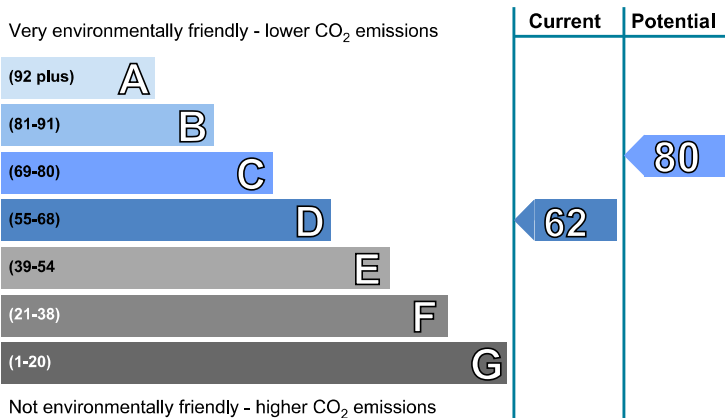 Very environmentally friendly - lower CO₂ emissions
Current
Potential
(92 plus) A
(81-91) B
(69-80) C
80
(55-68) D
62
(39-54 E
(21-38) F
(1-20) G
Not environmentally friendly - higher CO₂ emissions